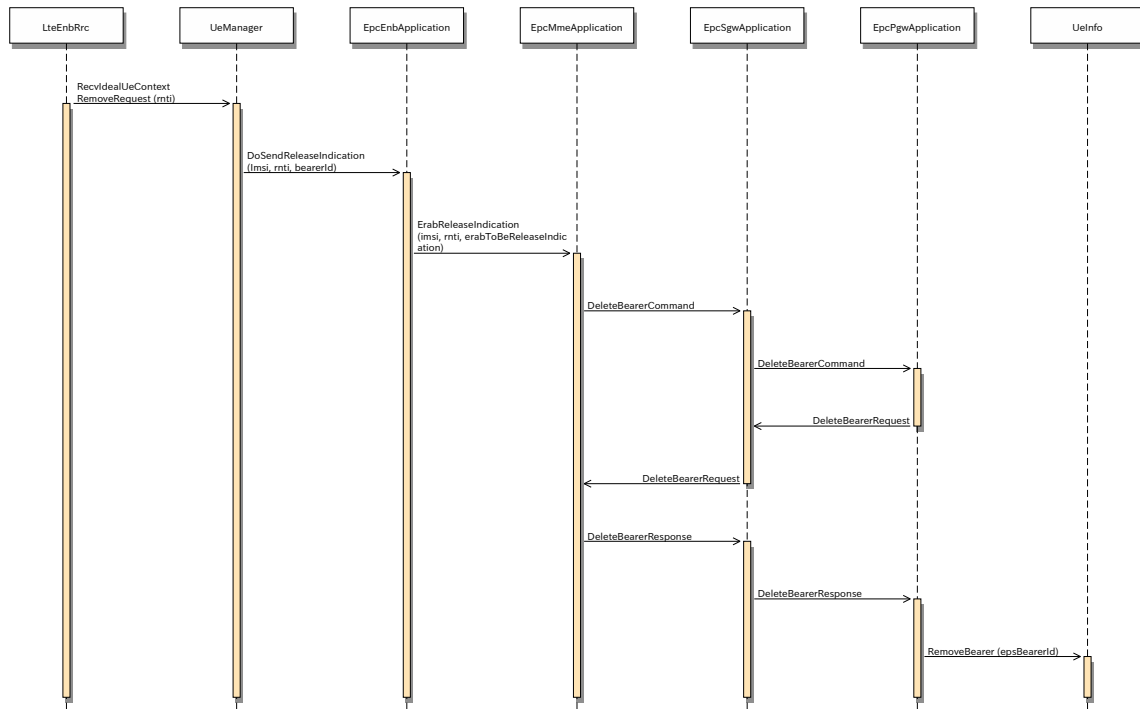 LteEnbRrc
UeManager
EpcEnbApplication
EpcMmeApplication
EpcSgwApplication
EpcPgwApplication
UeInfo
RecvIdealUeContext
RemoveRequest (rnti)
DoSendReleaseIndication
(Imsi, rnti, bearerId)
ErabReleaseIndication
(imsi, rnti, erabToBeReleaseIndic
ation)
DeleteBearerCommand
DeleteBearerCommand
DeleteBearerRequest
DeleteBearerRequest
DeleteBearerResponse
DeleteBearerResponse
RemoveBearer (epsBearerId)